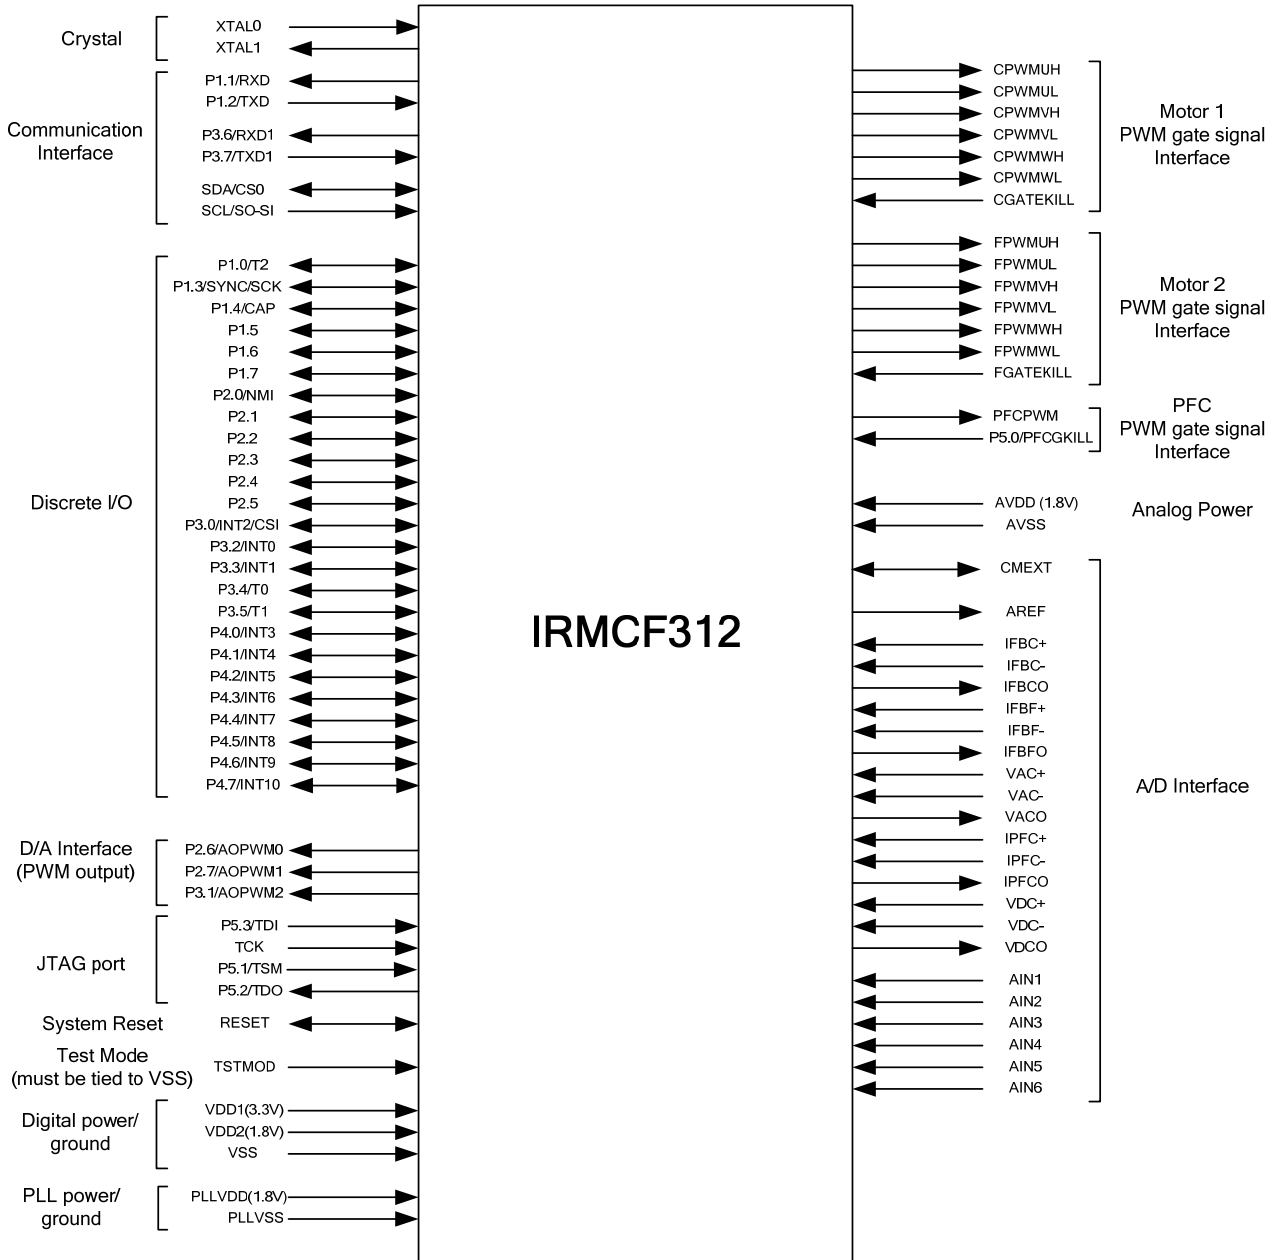 Crystal
XTAL0
XTAL1
Communication
Interface
P1.1/RXD
P1.2/TXD
P3.6/RXD1
P3.7/TXD1
SDA/CS0
SCL/SO-SI
Discrete I/O
P1.0/T2
P1.3/SYNC/SCK
P1.4/CAP
P1.5
P1.6
P1.7
P2.0/NMI
P2.1
P2.2
P2.3
P2.4
P2.5
P3.0/INT2/CSI
P3.2/INT0
P3.3/INT1
P3.4/T0
P3.5/T1
P4.0/INT3
P4.1/INT4
P4.2/INT5
P4.3/INT6
P4.4/INT7
P4.5/INT8
P4.6/INT9
P4.7/INT10
D/A Interface
(PWM output)
P2.6/AOPWM0
P2.7/AOPWM1
P3.1/AOPWM2
JTAG port
P5.3/TDI
TCK
P5.1/TSM
P5.2/TDO
System Reset
RESET
Test Mode
(must be tied to VSS)
TSTMOD
Digital power/
ground
VDD1(3.3V)
VDD2(1.8V)
VSS
PLL power/
ground
PLLVDD(1.8V)
PLLVSS
IRMCF312
CPWMUH
CPWMUL
CPWMVH
CPWMVL
CPWMWH
CPWMWL
CGATEKILL
Motor 1
PWM gate signal
Interface
FPWMUH
FPWMUL
FPWMVH
FPWMVL
FPWMWH
FPWMWL
FGATEKILL
Motor 2
PWM gate signal
Interface
PFCPWM
P5.0/PFCGKILL
PFC
PWM gate signal
Interface
AVDD (1.8V)
AVSS
Analog Power
CMEXT
AREF
IFBC+
IFBC-
IFBCO
IFBF+
IFBF-
IFBFO
VAC+
VAC-
VACO
IPFC+
IPFC-
IPFCO
VDC+
VDC-
VDCO
AIN1
AIN2
AIN3
AIN4
AIN5
AIN6
A/D Interface